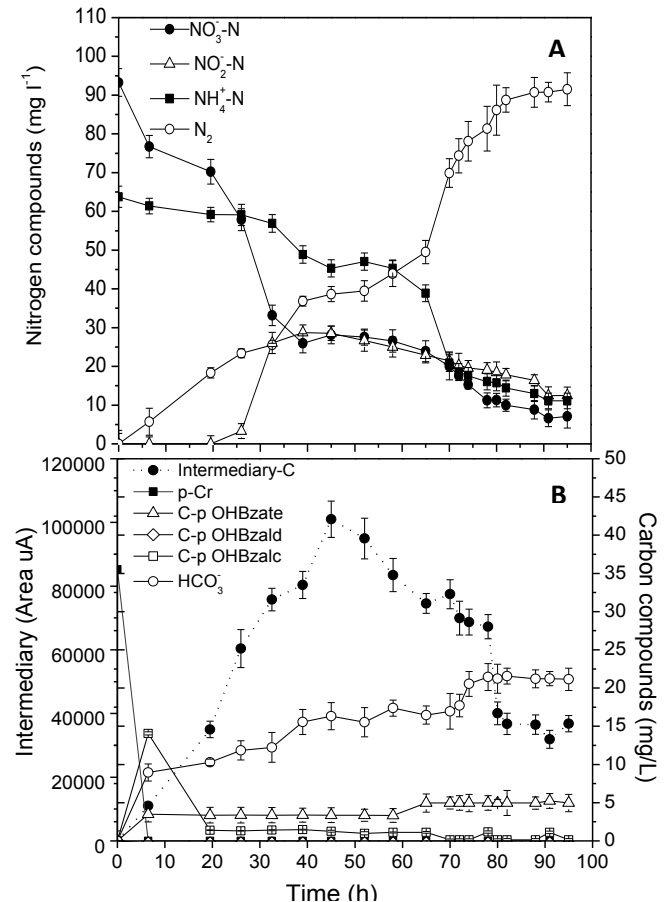 A
NO₃⁻-N
NO₂⁻-N
NH₄⁺-N
N₂
Nitrogen compounds (mg l⁻¹)
110
100
90
80
70
60
50
40
30
20
10
0
B
Intermediary-C
p-Cr
C-p OHBzate
C-p OHBzald
C-p OHBzalc
HCO₃⁻
Intermediary (Area uA)
120000
100000
80000
60000
40000
20000
0
Carbon compounds (mg/L)
50
45
40
35
30
25
20
15
10
5
0
0 10 20 30 40 50 60 70 80 90 100
Time (h)